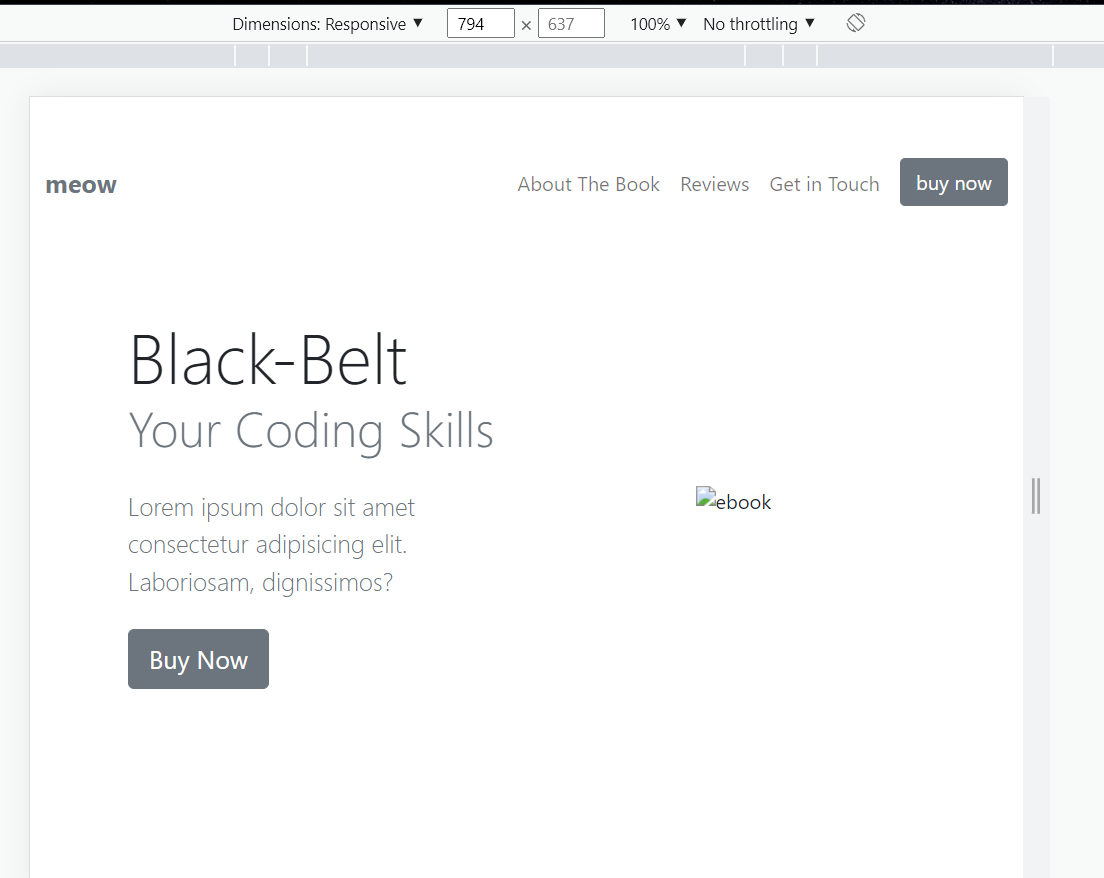 Dimensions: Responsive ▼ 794 × 637 100% ▼ No throttling ▼
meow About The Book Reviews Get in Touch buy now
Black-Belt
Your Coding Skills
Lorem ipsum dolor sit amet
consectetur adipisicing elit.
Laboriosam, dignissimos?
ebook
Buy Now